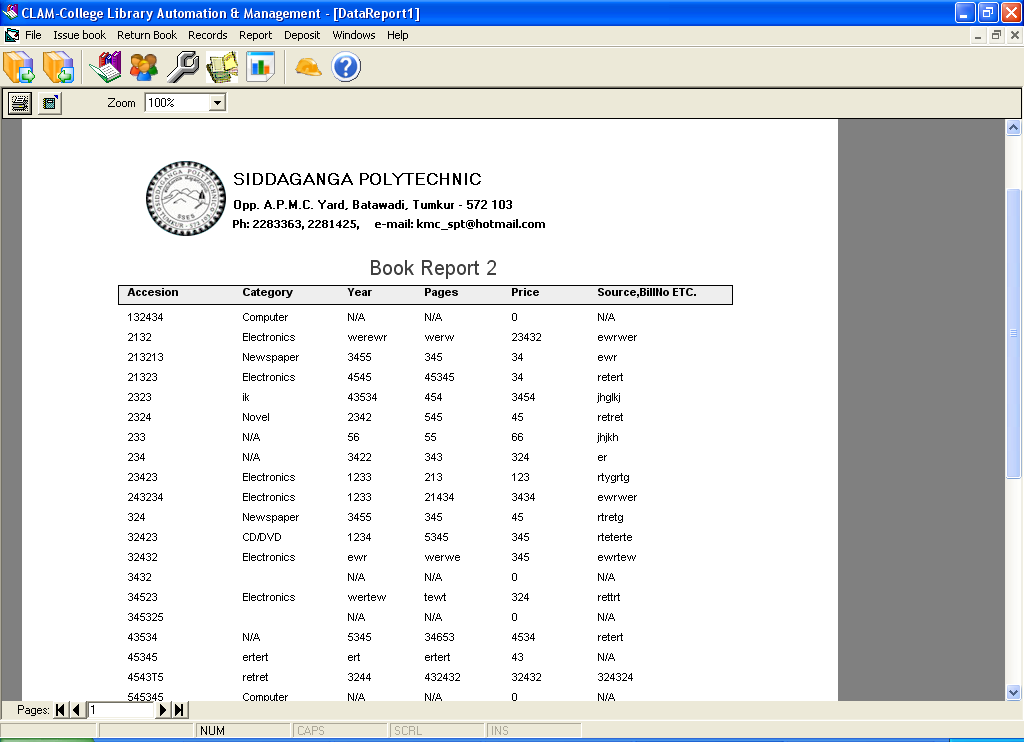 CLAM-College Library Automation & Management - [DataReport1]
File Issue book Return Book Records Report Deposit Windows Help
Zoom 100%
SIDDAGANGA POLYTECHNIC
Opp. A.P.M.C. Yard, Batawadi, Tumkur - 572 103
Ph: 2283363, 2281425, e-mail: kmc_spt@hotmail.com
SIDDAGANGA POLYTECHNIC
SSES
TUMKUR - 572 103
Book Report 2
Accesion Category Year Pages Price Source,BillNo ETC.
132434 Computer N/A N/A 0 N/A
2132 Electronics werewr werw 23432 ewrwer
213213 Newspaper 3455 345 34 ewr
21323 Electronics 4545 45345 34 retert
2323 ik 43534 454 3454 jhglkj
2324 Novel 2342 545 45 retret
233 N/A 56 55 66 jhjkh
234 N/A 3422 343 324 er
23423 Electronics 1233 213 123 rtygrtg
243234 Electronics 1233 21434 3434 ewrwer
324 Newspaper 3455 345 45 rtretg
32423 CD/DVD 1234 5345 345 rteterte
32432 Electronics ewr werwe 345 ewrtew
3432 N/A N/A 0 N/A
34523 Electronics wertew tewt 324 rettrt
345325 N/A N/A 0 N/A
43534 N/A 5345 34653 4534 retert
45345 ertert ert ertert 43 N/A
4543T5 retret 3244 432432 32432 324324
545345 Computer N/A N/A 0 N/A
Pages: 1
NUM CAPS SCRL INS